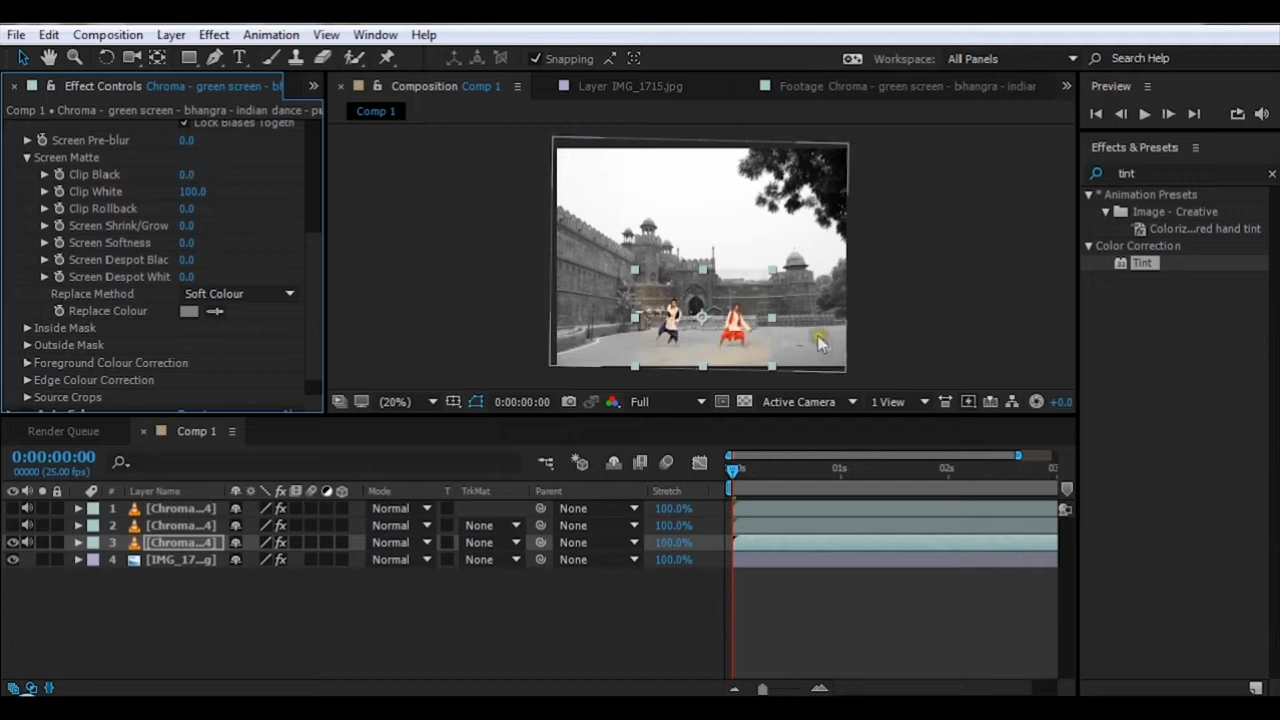 File Edit Composition Layer Effect Animation View Window Help
Snapping Workspace: All Panels Search Help
Effect Controls Chroma - green screen - bh
Composition Comp 1 Layer IMG_1715.jpg Footage Chroma - green screen - bhangra - indian Preview
Comp 1 • Chroma - green screen - bhangra - indian dance - pu
Comp 1
Lock Biases Togeth
Screen Pre-blur 0.0
Screen Matte
Clip Black 0.0
Clip White 100.0
Clip Rollback 0.0
Screen Shrink/Grow 0.0
Screen Softness 0.0
Screen Despot Blac 0.0
Screen Despot Whit 0.0
Replace Method Soft Colour
Replace Colour
Inside Mask
Outside Mask
Foreground Colour Correction
Edge Colour Correction
Source Crops
Effects & Presets
tint
* Animation Presets
Image - Creative
Coloriz...red hand tint
Color Correction
Tint
(20%) 0:00:00:00 Full Active Camera 1 View +0.0
Render Queue Comp 1
0:00:00:00
00000 (25.00 fps)
# Layer Name Mode T TrkMat Parent Stretch
01s 02s 03
1 [Chroma...4] Normal None 100.0%
2 [Chroma...4] Normal None None 100.0%
3 [Chroma...4] Normal None None 100.0%
4 [IMG_17...g] Normal None None 100.0%